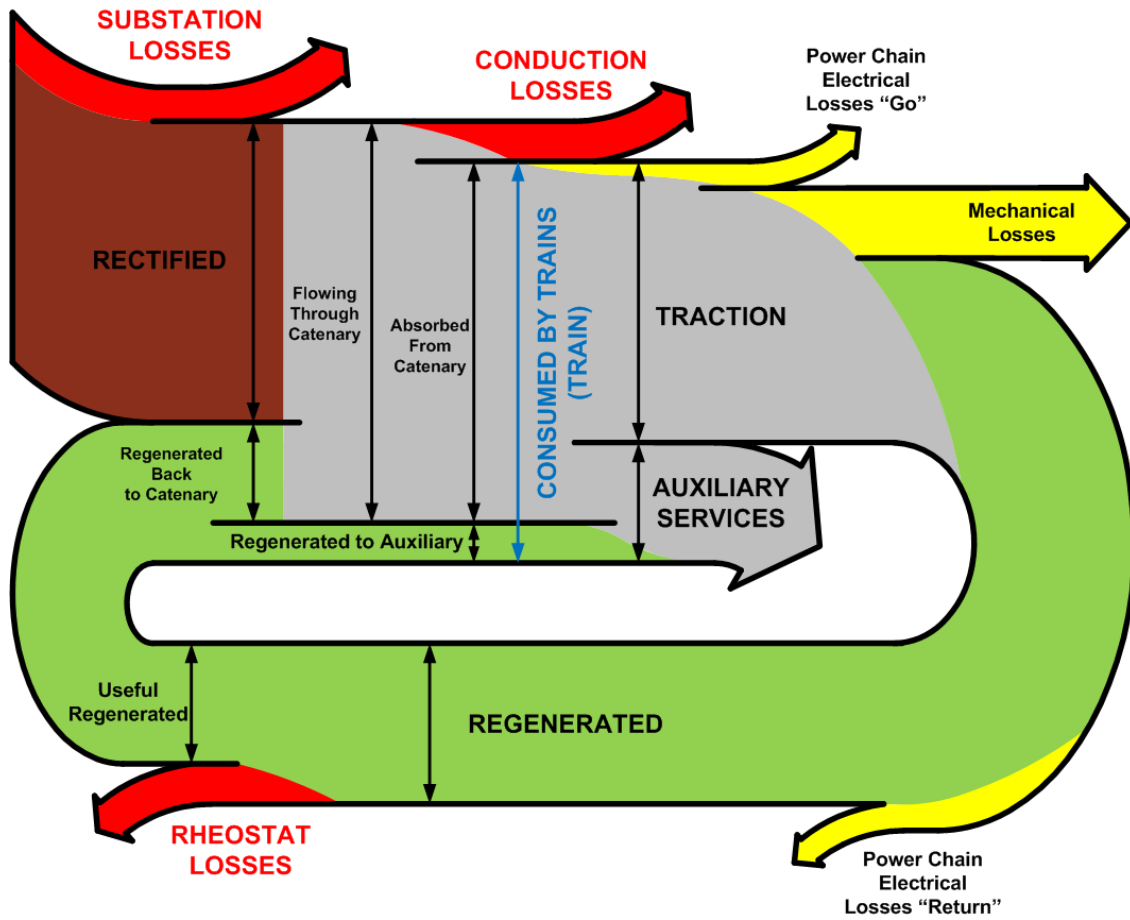 SUBSTATION
LOSSES
CONDUCTION
LOSSES
Power Chain
Electrical
Losses “Go”
Mechanical
Losses
RECTIFIED
Flowing
Through
Catenary
Absorbed
From
Catenary
CONSUMED BY TRAINS
(TRAIN)
TRACTION
Regenerated
Back
to Catenary
AUXILIARY
SERVICES
Regenerated to Auxiliary
Useful
Regenerated
REGENERATED
RHEOSTAT
LOSSES
Power Chain
Electrical
Losses “Return”